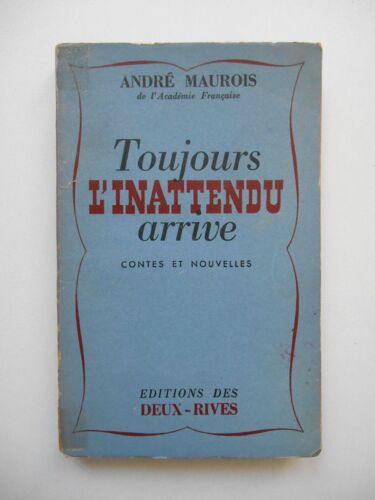 ANDRÉ MAUROIS
de l'Académie Française
Toujours
L'INATTENDU
arrive
CONTES ET NOUVELLES
EDITIONS DES
DEUX-RIVES